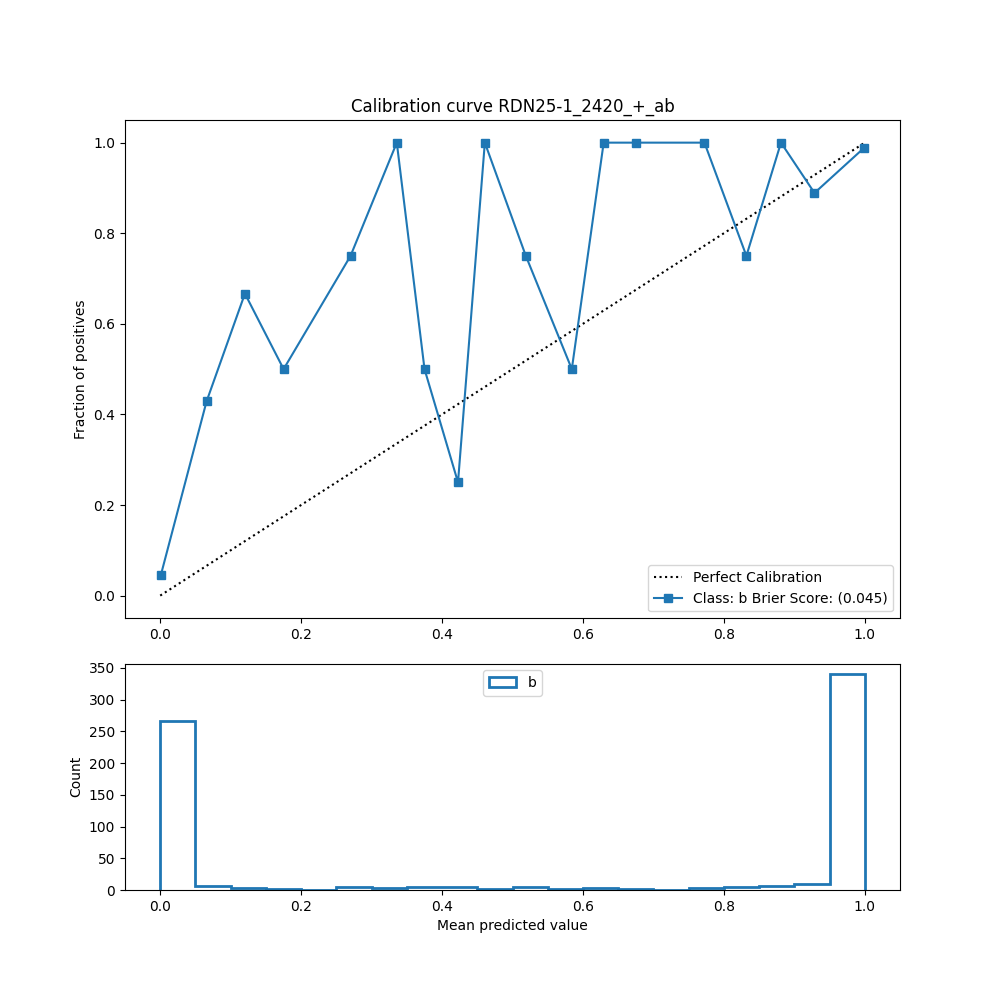 Calibration curve RDN25-1_2420_+_ab
Fraction of positives
1.0
0.8
0.6
0.4
0.2
0.0
Perfect Calibration
Class: b Brier Score: (0.045)
0.0 0.2 0.4 0.6 0.8 1.0
Count
350
300
250
200
150
100
50
0
b
0.0 0.2 0.4 0.6 0.8 1.0
Mean predicted value